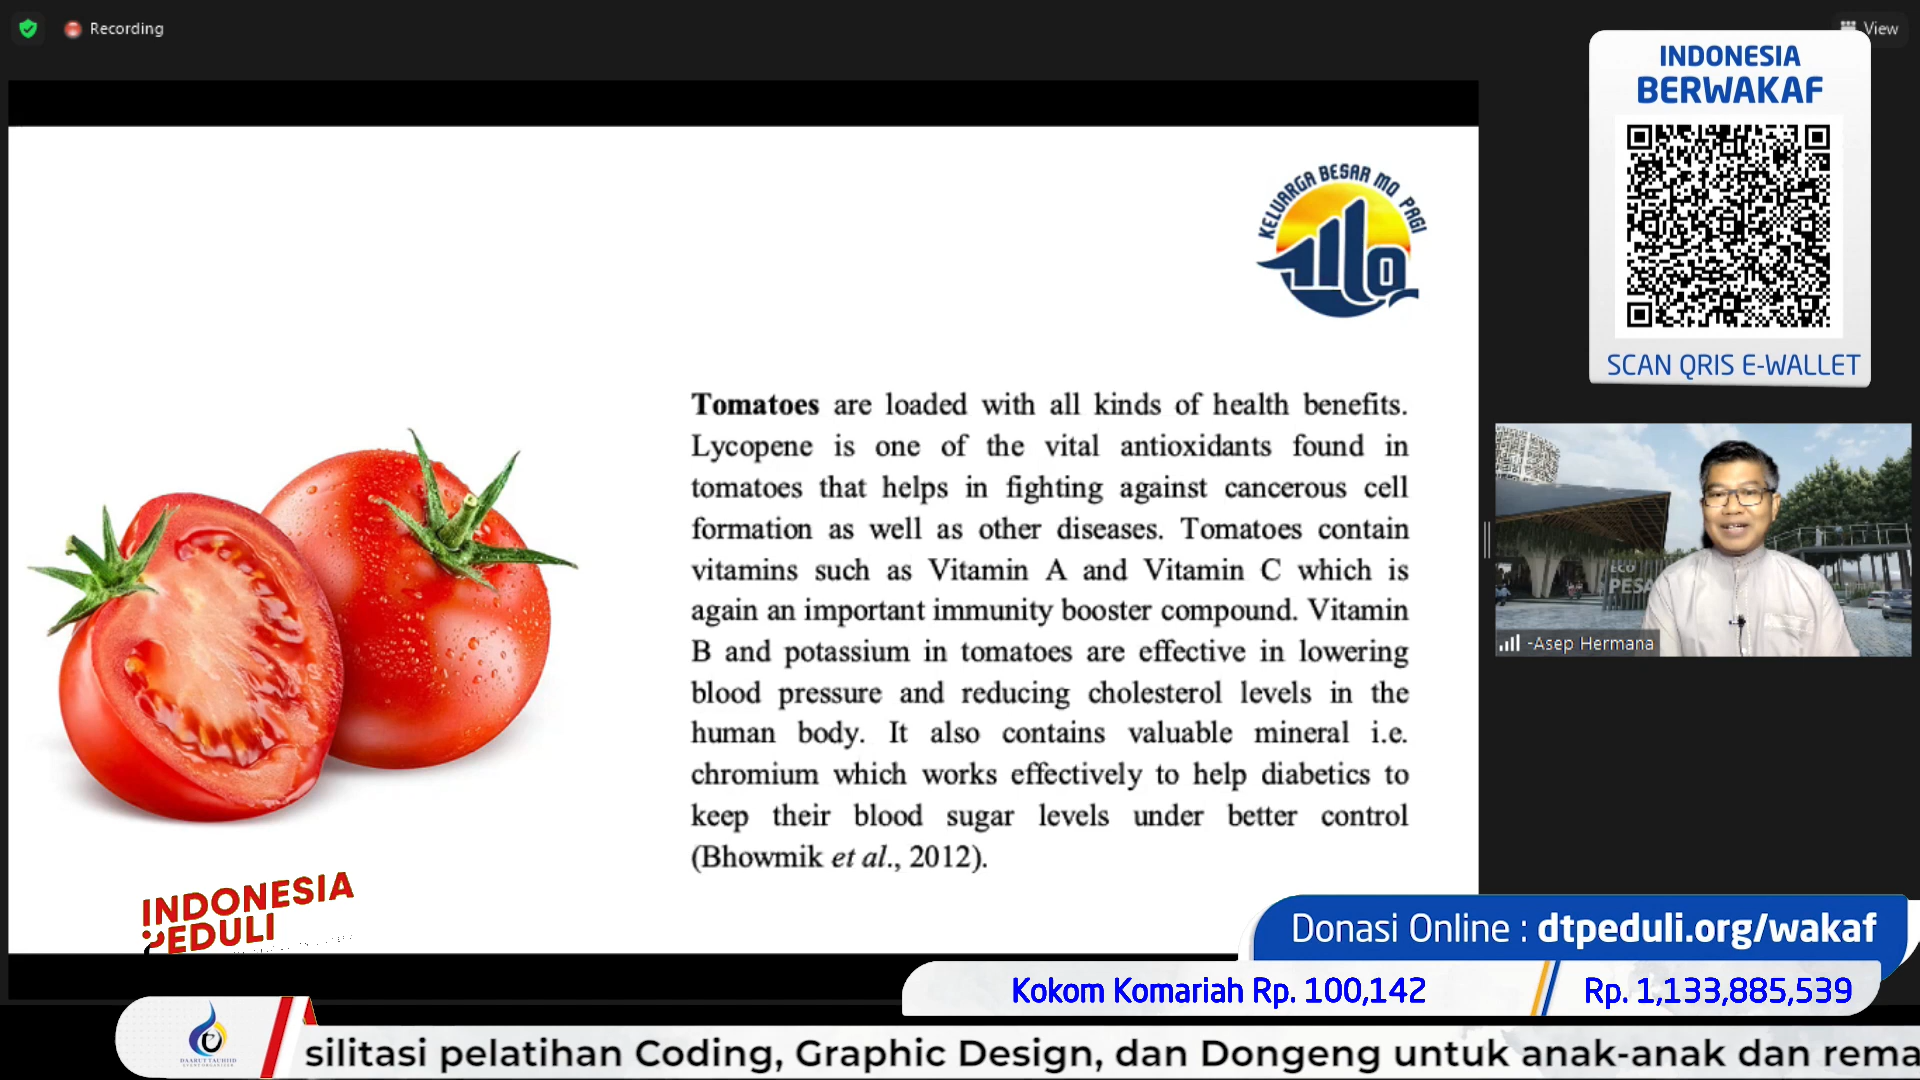 Recording
View
INDONESIA
BERWAKAF
SCAN QRIS E-WALLET
KELUARGA BESAR MQ PAGI
Tomatoes are loaded with all kinds of health benefits.
Lycopene is one of the vital antioxidants found in
tomatoes that helps in fighting against cancerous cell
formation as well as other diseases. Tomatoes contain
vitamins such as Vitamin A and Vitamin C which is
again an important immunity booster compound. Vitamin
B and potassium in tomatoes are effective in lowering
blood pressure and reducing cholesterol levels in the
human body. It also contains valuable mineral i.e.
chromium which works effectively to help diabetics to
keep their blood sugar levels under better control
(Bhowmik et al., 2012).
ECO
PESA
-Asep Hermana
INDONESIA
PEDULI
Donasi Online : dtpeduli.org/wakaf
Kokom Komariah Rp. 100,142
Rp. 1,133,885,539
DAARUT TAUHIID
silitasi pelatihan Coding, Graphic Design, dan Dongeng untuk anak-anak dan rema